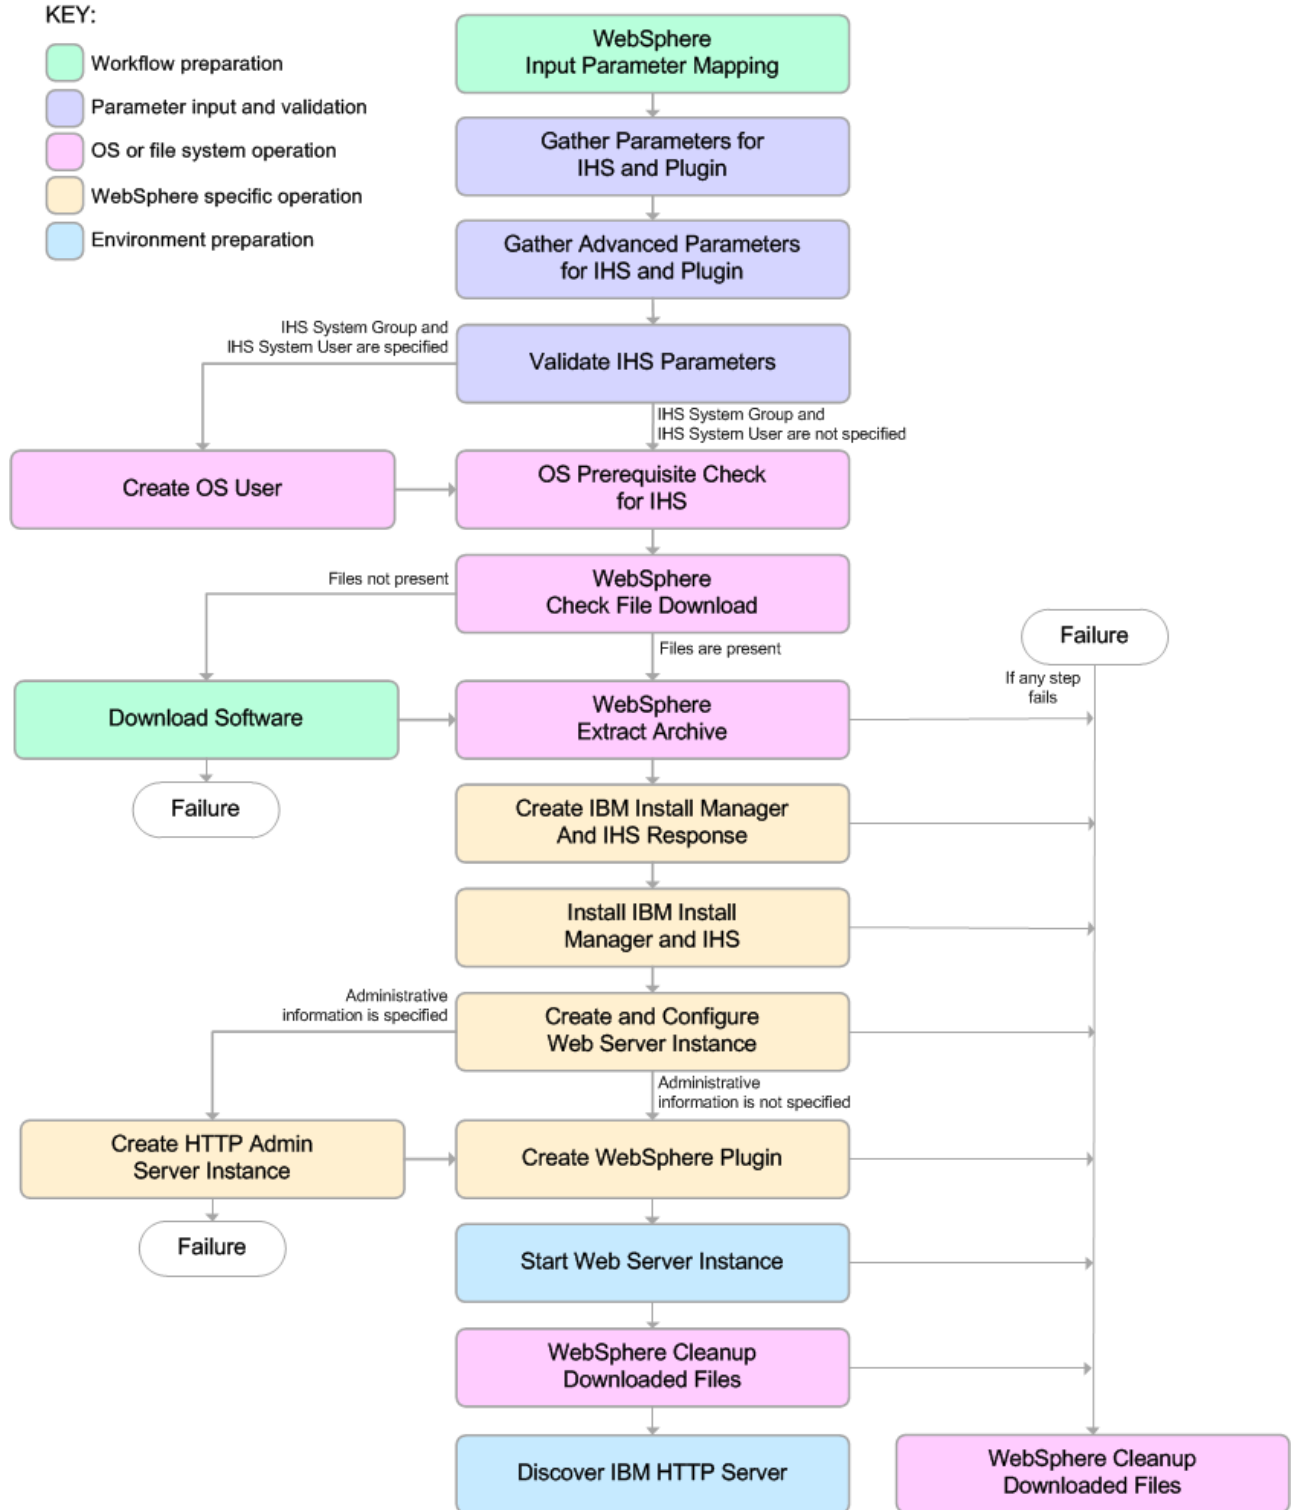 KEY:
Workflow preparation
Parameter input and validation
OS or file system operation
WebSphere specific operation
Environment preparation
WebSphere
Input Parameter Mapping
Gather Parameters for
IHS and Plugin
Gather Advanced Parameters
for IHS and Plugin
IHS System Group and
IHS System User are specified
Validate IHS Parameters
IHS System Group and
IHS System User are not specified
Create OS User
OS Prerequisite Check
for IHS
Files not present
WebSphere
Check File Download
Files are present
Failure
If any step
fails
Download Software
WebSphere
Extract Archive
Failure
Create IBM Install Manager
And IHS Response
Install IBM Install
Manager and IHS
Administrative
information is specified
Create and Configure
Web Server Instance
Administrative
information is not specified
Create HTTP Admin
Server Instance
Create WebSphere Plugin
Failure
Start Web Server Instance
WebSphere Cleanup
Downloaded Files
Discover IBM HTTP Server
WebSphere Cleanup
Downloaded Files